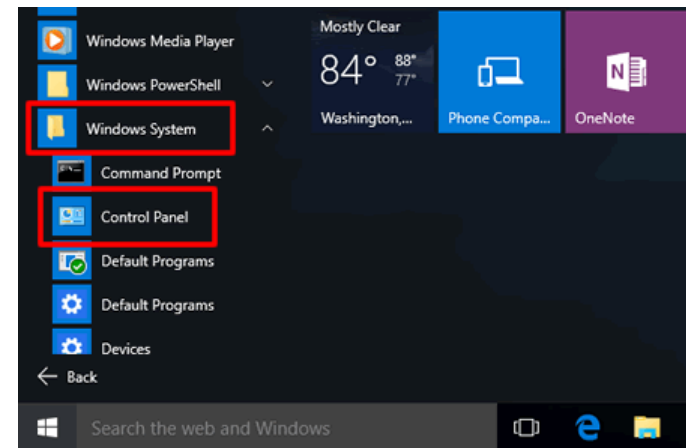 Windows Media Player
Windows PowerShell
Windows System
Command Prompt
Control Panel
Default Programs
Default Programs
Devices
Back
Mostly Clear
84° 88° 77°
Washington,...
Phone Compa...
N
OneNote
Search the web and Windows